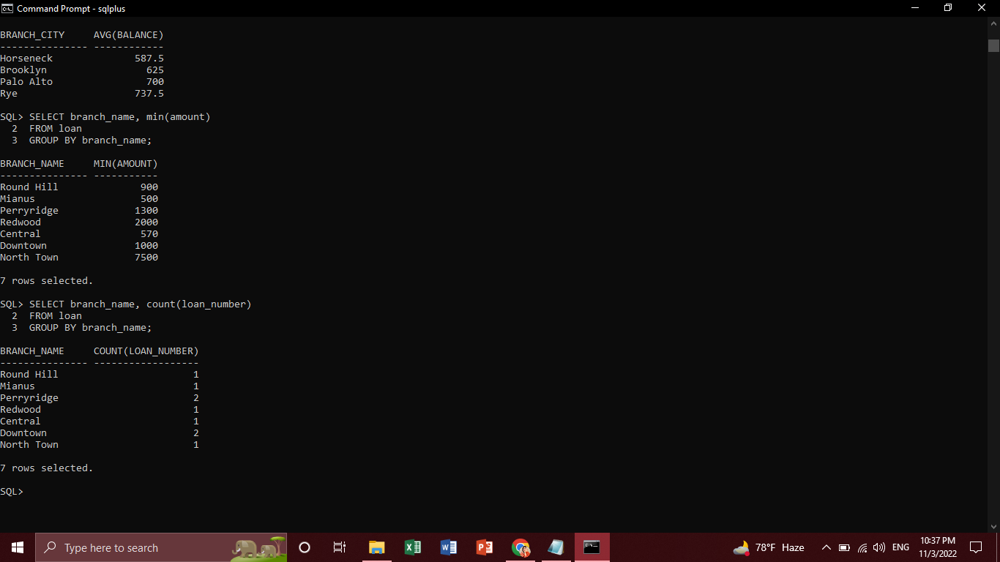 Command Prompt - sqlplus
BRANCH_CITY     AVG(BALANCE)
--------------- ------------
Horseneck              587.5
Brooklyn                 625
Palo Alto                700
Rye                    737.5
SQL> SELECT branch_name, min(amount)
  2  FROM loan
  3  GROUP BY branch_name;
BRANCH_NAME     MIN(AMOUNT)
--------------- -----------
Round Hill              900
Mianus                  500
Perryridge             1300
Redwood                2000
Central                 570
Downtown               1000
North Town             7500
7 rows selected.
SQL> SELECT branch_name, count(loan_number)
  2  FROM loan
  3  GROUP BY branch_name;
BRANCH_NAME     COUNT(LOAN_NUMBER)
--------------- ------------------
Round Hill                       1
Mianus                           1
Perryridge                       2
Redwood                          1
Central                          1
Downtown                         2
North Town                       1
7 rows selected.
SQL>
Type here to search
78°F Haze
ENG
10:37 PM
11/3/2022